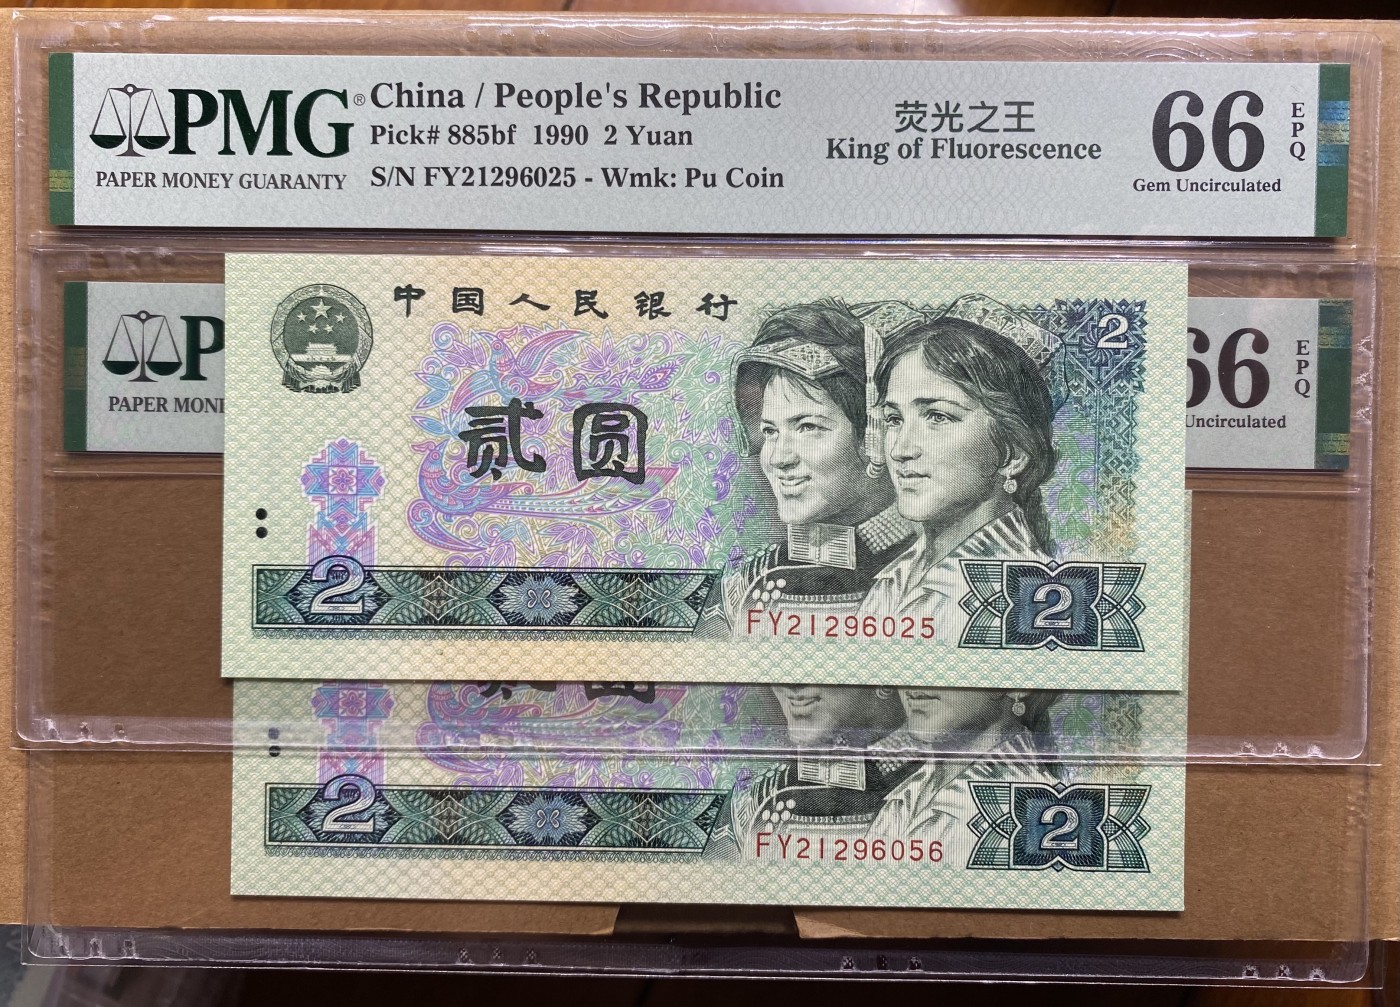 PMG® China / People's Republic
Pick# 885bf 1990 2 Yuan
PAPER MONEY GUARANTY S/N FY21296025 - Wmk: Pu Coin
荧光之王
King of Fluorescence
66 EPQ
Gem Uncirculated
中国人民银行
2
贰圆
2
FY21296025
2
P
PAPER MONE
66 EPQ
Uncirculated
2
FY21296056
2